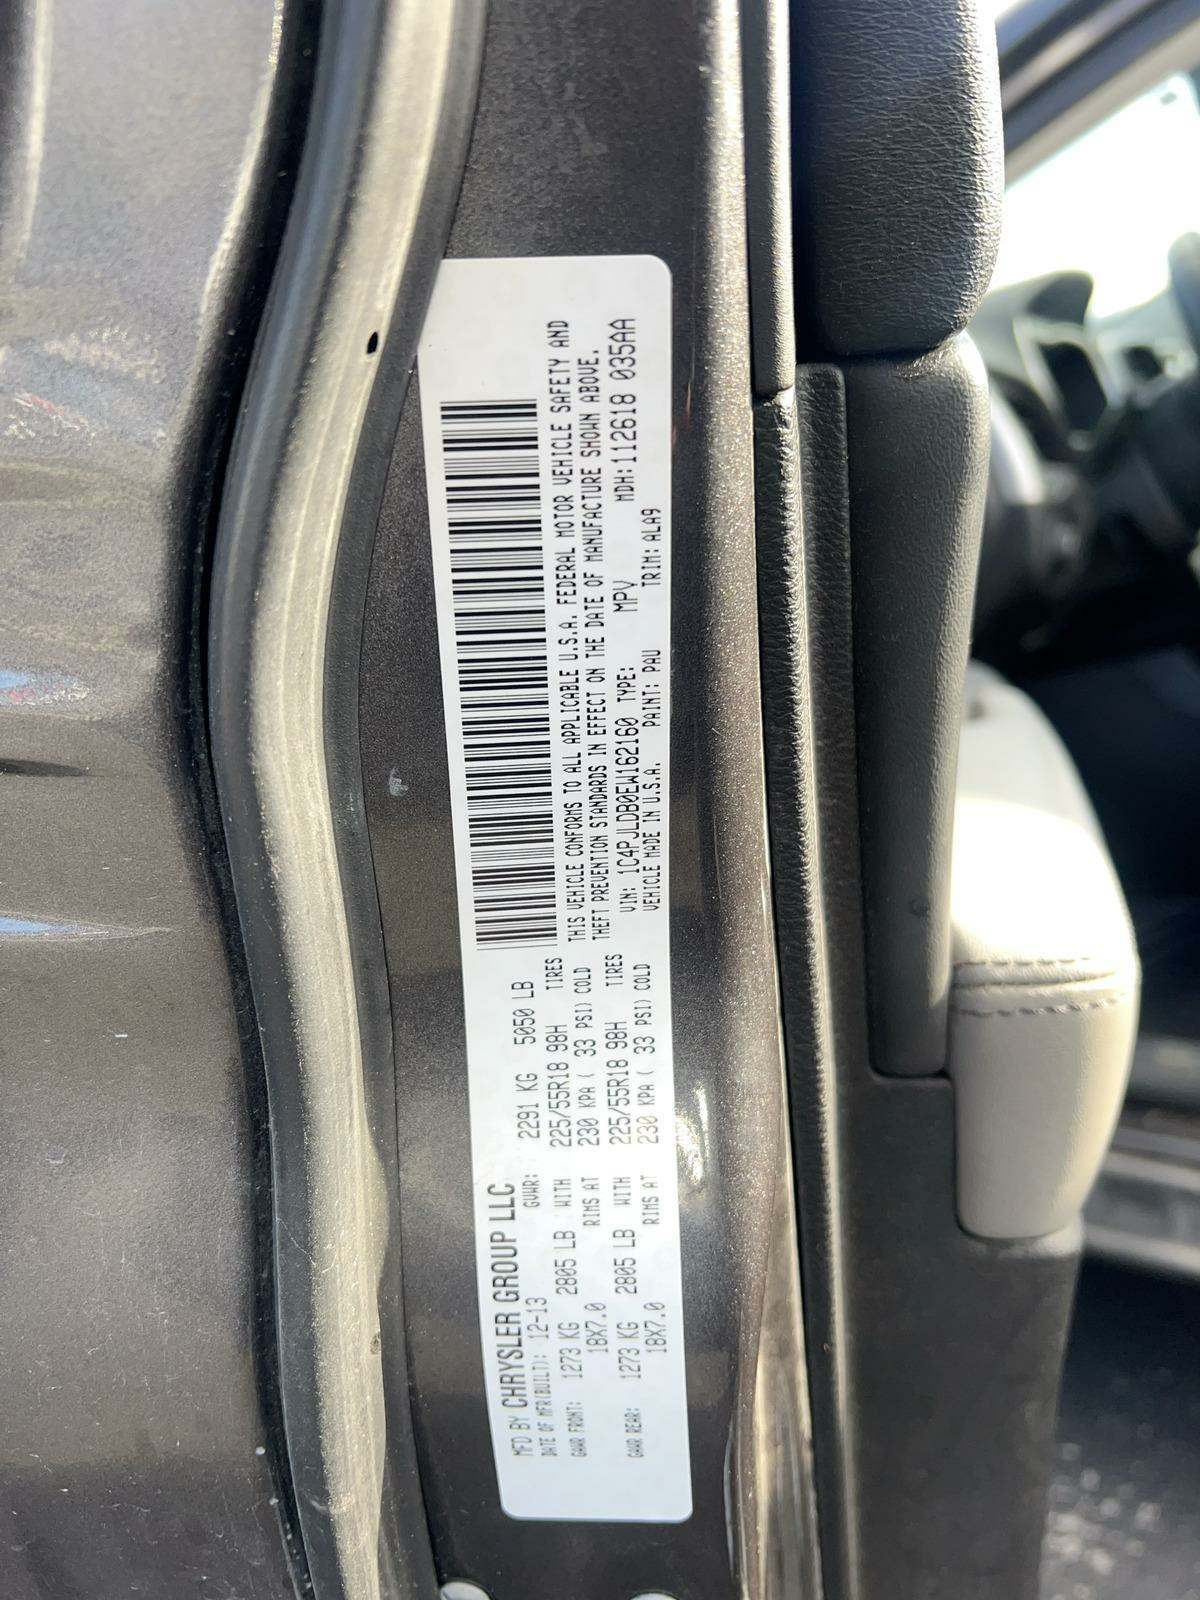 MFD BY CHRYSLER GROUP LLC
DATE OF MFR(BUILT): 12-13 GVWR: 2291 KG 5050 LB
GAWR FRONT: 1273 KG 2805 LB WITH 225/55R18 98H TIRES
18X7.0 RIMS AT 230 KPA ( 33 PSI) COLD
GAWR REAR: 1273 KG 2805 LB WITH 225/55R18 98H TIRES
18X7.0 RIMS AT 230 KPA ( 33 PSI) COLD
THIS VEHICLE CONFORMS TO ALL APPLICABLE U.S.A. FEDERAL MOTOR VEHICLE SAFETY AND
THEFT PREVENTION STANDARDS IN EFFECT ON THE DATE OF MANUFACTURE SHOWN ABOVE.
VIN: 1C4PJLDB0EW162160 TYPE: MPV MDH:112618 035AA
VEHICLE MADE IN U.S.A. PAINT: PAU TRIM: ALA9